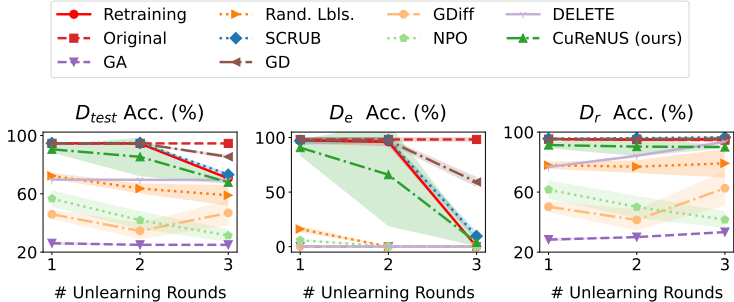 Retraining Rand. Lbls. GDiff DELETE
Original SCRUB NPO CuReNUS (ours)
GA GD
D_test Acc. (%) D_e Acc. (%) D_r Acc. (%)
100 100 100
60 50 60
20 0 20
1 2 3 1 2 3 1 2 3
# Unlearning Rounds # Unlearning Rounds # Unlearning Rounds